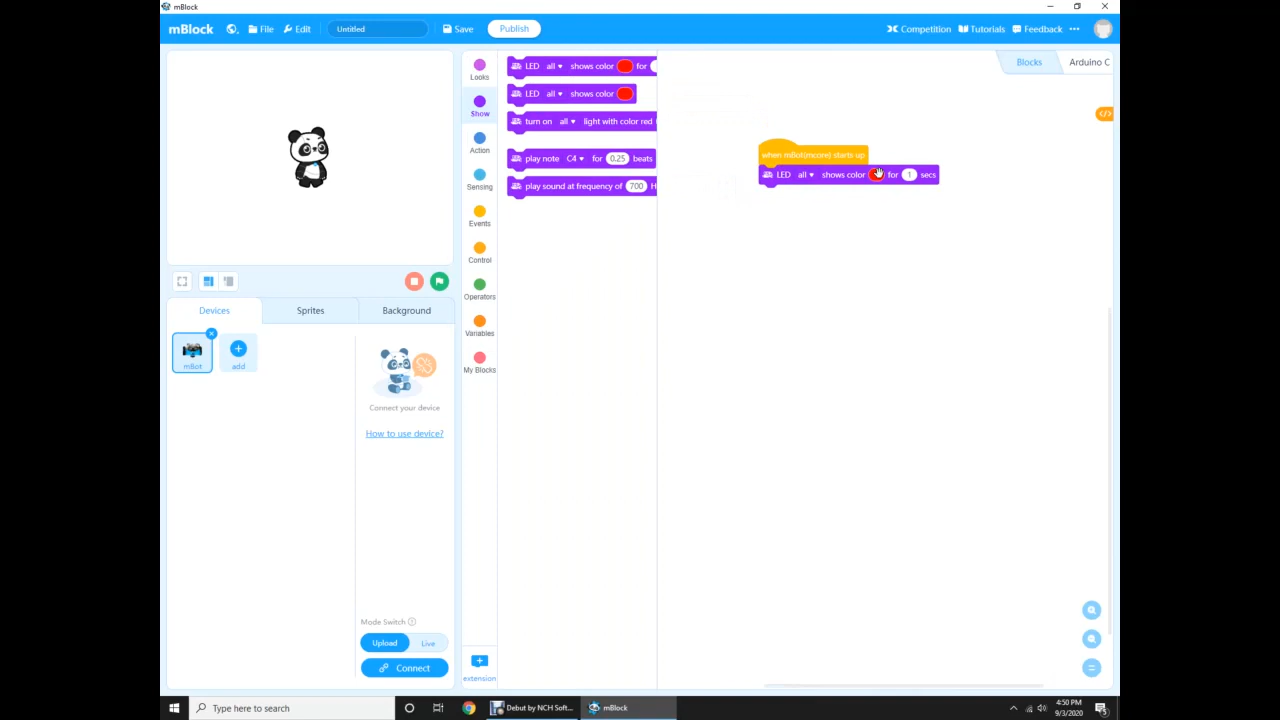 mBlock
mBlock
File
Edit
Untitled
Save
Publish
Competition
Tutorials
Feedback
Looks
Show
Action
Sensing
Events
Control
Operators
Variables
My Blocks
extension
LED all shows color for
LED all shows color
turn on all light with color red
play note C4 for 0.25 beats
play sound at frequency of 700 H
Blocks
Arduino C
when mBot(mcore) starts up
LED all shows color for 1 secs
Devices
Sprites
Background
mBot
add
Connect your device
How to use device?
Mode Switch
Upload
Live
Connect
Type here to search
Debut by NCH Soft...
mBlock
4:50 PM
9/3/2020
5